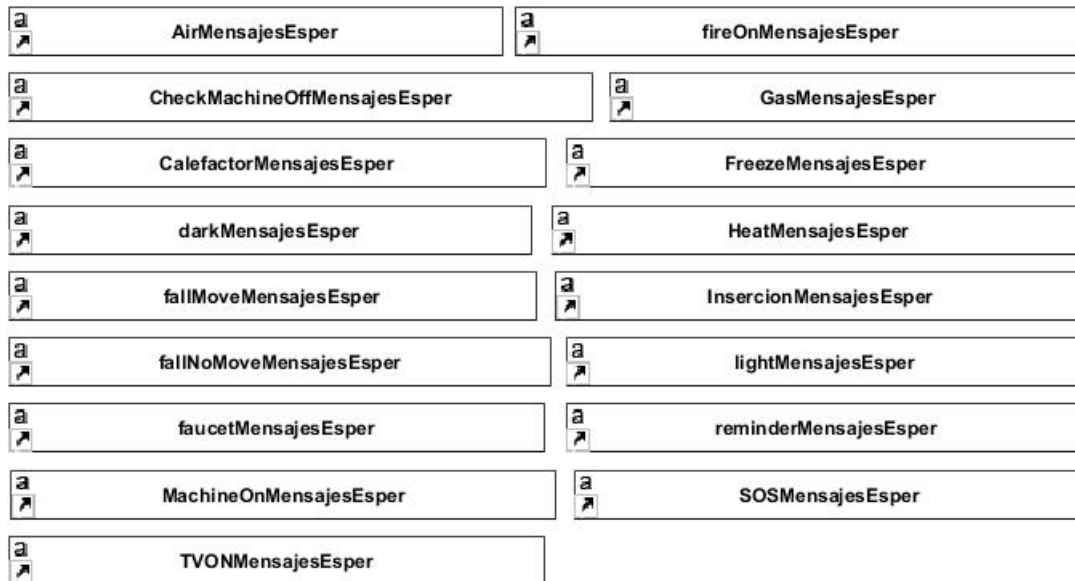 a AirMensajesEsper a fireOnMensajesEsper
a CheckMachineOffMensajesEsper a GasMensajesEsper
a CalefactorMensajesEsper a FreezeMensajesEsper
a darkMensajesEsper a HeatMensajesEsper
a fallMoveMensajesEsper a InsercionMensajesEsper
a fallNoMoveMensajesEsper a lightMensajesEsper
a faucetMensajesEsper a reminderMensajesEsper
a MachineOnMensajesEsper a SOSMensajesEsper
a TVONMensajesEsper